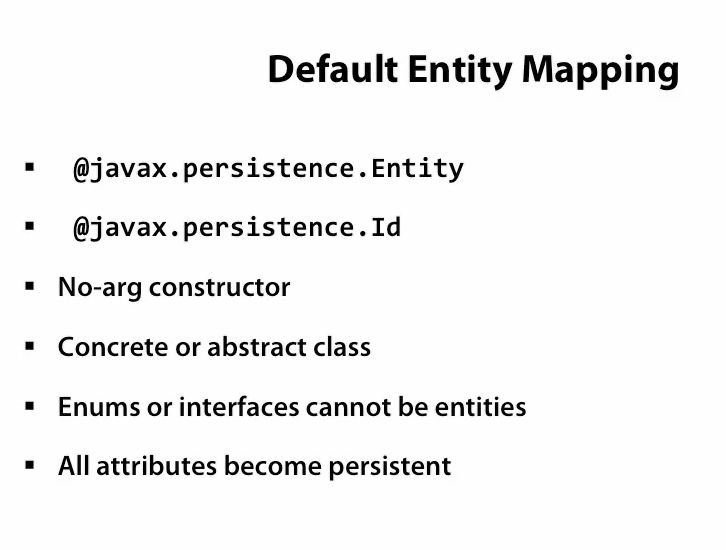 Default Entity Mapping
▪ @javax.persistence.Entity
▪ @javax.persistence.Id
▪ No-arg constructor
▪ Concrete or abstract class
▪ Enums or interfaces cannot be entities
▪ All attributes become persistent